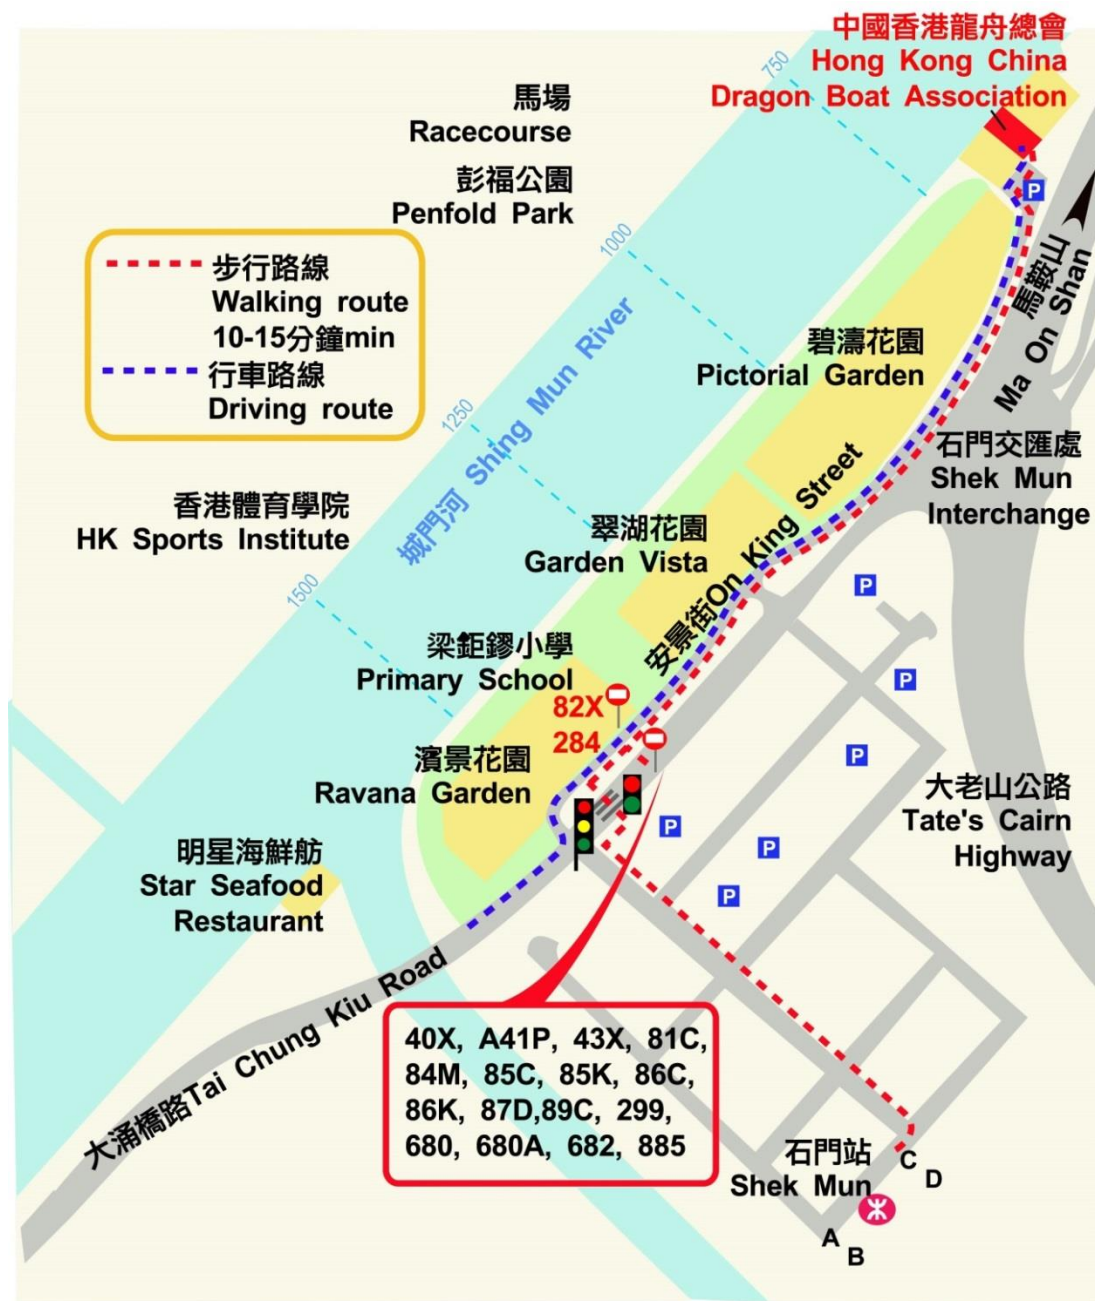 中國香港龍舟總會
Hong Kong China
Dragon Boat Association
750
馬場
Racecourse
彭福公園
Penfold Park
P
1000
步行路線
Walking route
10-15分鐘min
行車路線
Driving route
馬鞍山
Ma On Shan
碧濤花園
Pictorial Garden
1250
城門河 Shing Mun River
石門交匯處
Shek Mun
Interchange
香港體育學院
HK Sports Institute
翠湖花園
Garden Vista
安景街On King Street
1500
P
梁鉅鏐小學
Primary School
P
82X
284
濱景花園
Ravana Garden
P
大老山公路
Tate's Cairn
Highway
P
P
P
明星海鮮舫
Star Seafood
Restaurant
大涌橋路Tai Chung Kiu Road
40X, A41P, 43X, 81C,
84M, 85C, 85K, 86C,
86K, 87D,89C, 299,
680, 680A, 682, 885
石門站
Shek Mun
C
D
A
B